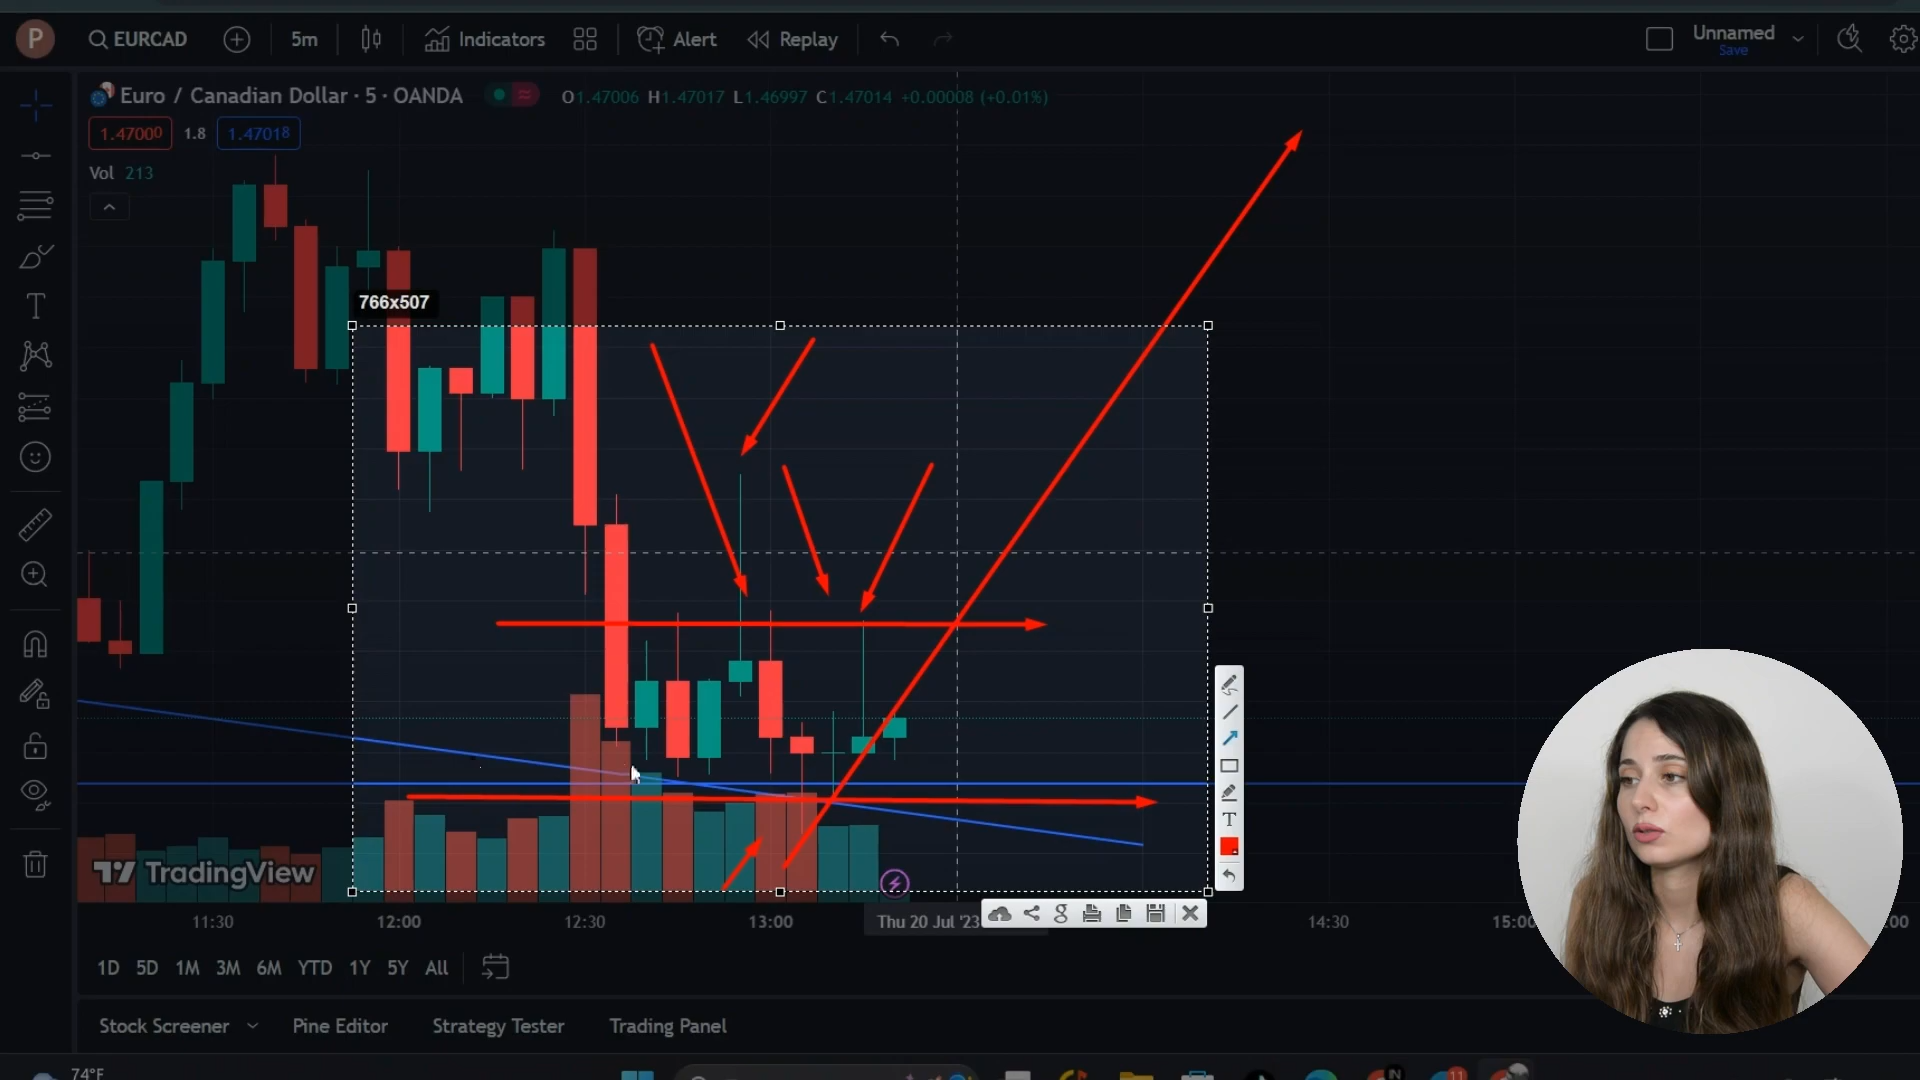 P EURCAD 5m Indicators Alert Replay Unnamed
Save
Euro / Canadian Dollar · 5 · OANDA O1.47006 H1.47017 L1.46997 C1.47014 +0.00008 (+0.01%)
1.47000 1.8 1.47018
Vol 213
766x507
T
T
TradingView
11:30 12:00 12:30 13:00 Thu 20 Jul '23 14:30 15:00
1D 5D 1M 3M 6M YTD 1Y 5Y All
Stock Screener Pine Editor Strategy Tester Trading Panel
74°F N 11